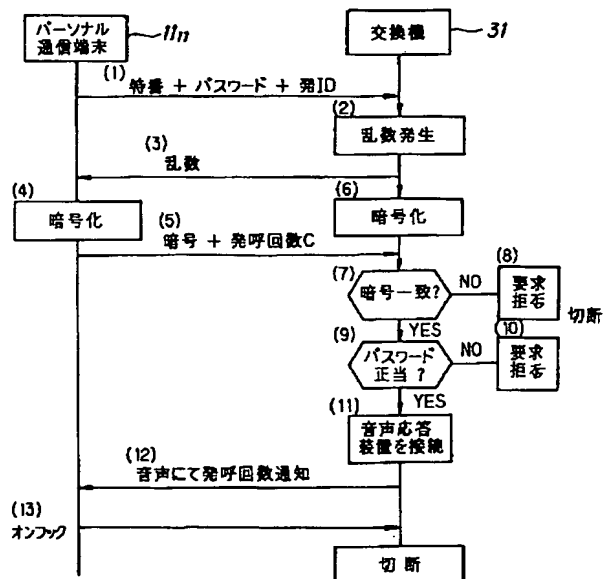 パーソナル
通信端末
11n
交換機
31
(1)
特番 + パスワード + 発ID
(2)
乱数発生
(3)
乱数
(4)
暗号化
(6)
暗号化
(5)
暗号 + 発呼回数C
(7)
暗号一致?
NO
(8)
要求
拒否
切断
YES
(9)
パスワード
正当?
NO
(10)
要求
拒否
YES
(11)
音声応答
装置を接続
(12)
音声にて発呼回数通知
(13)
オンフック
切断